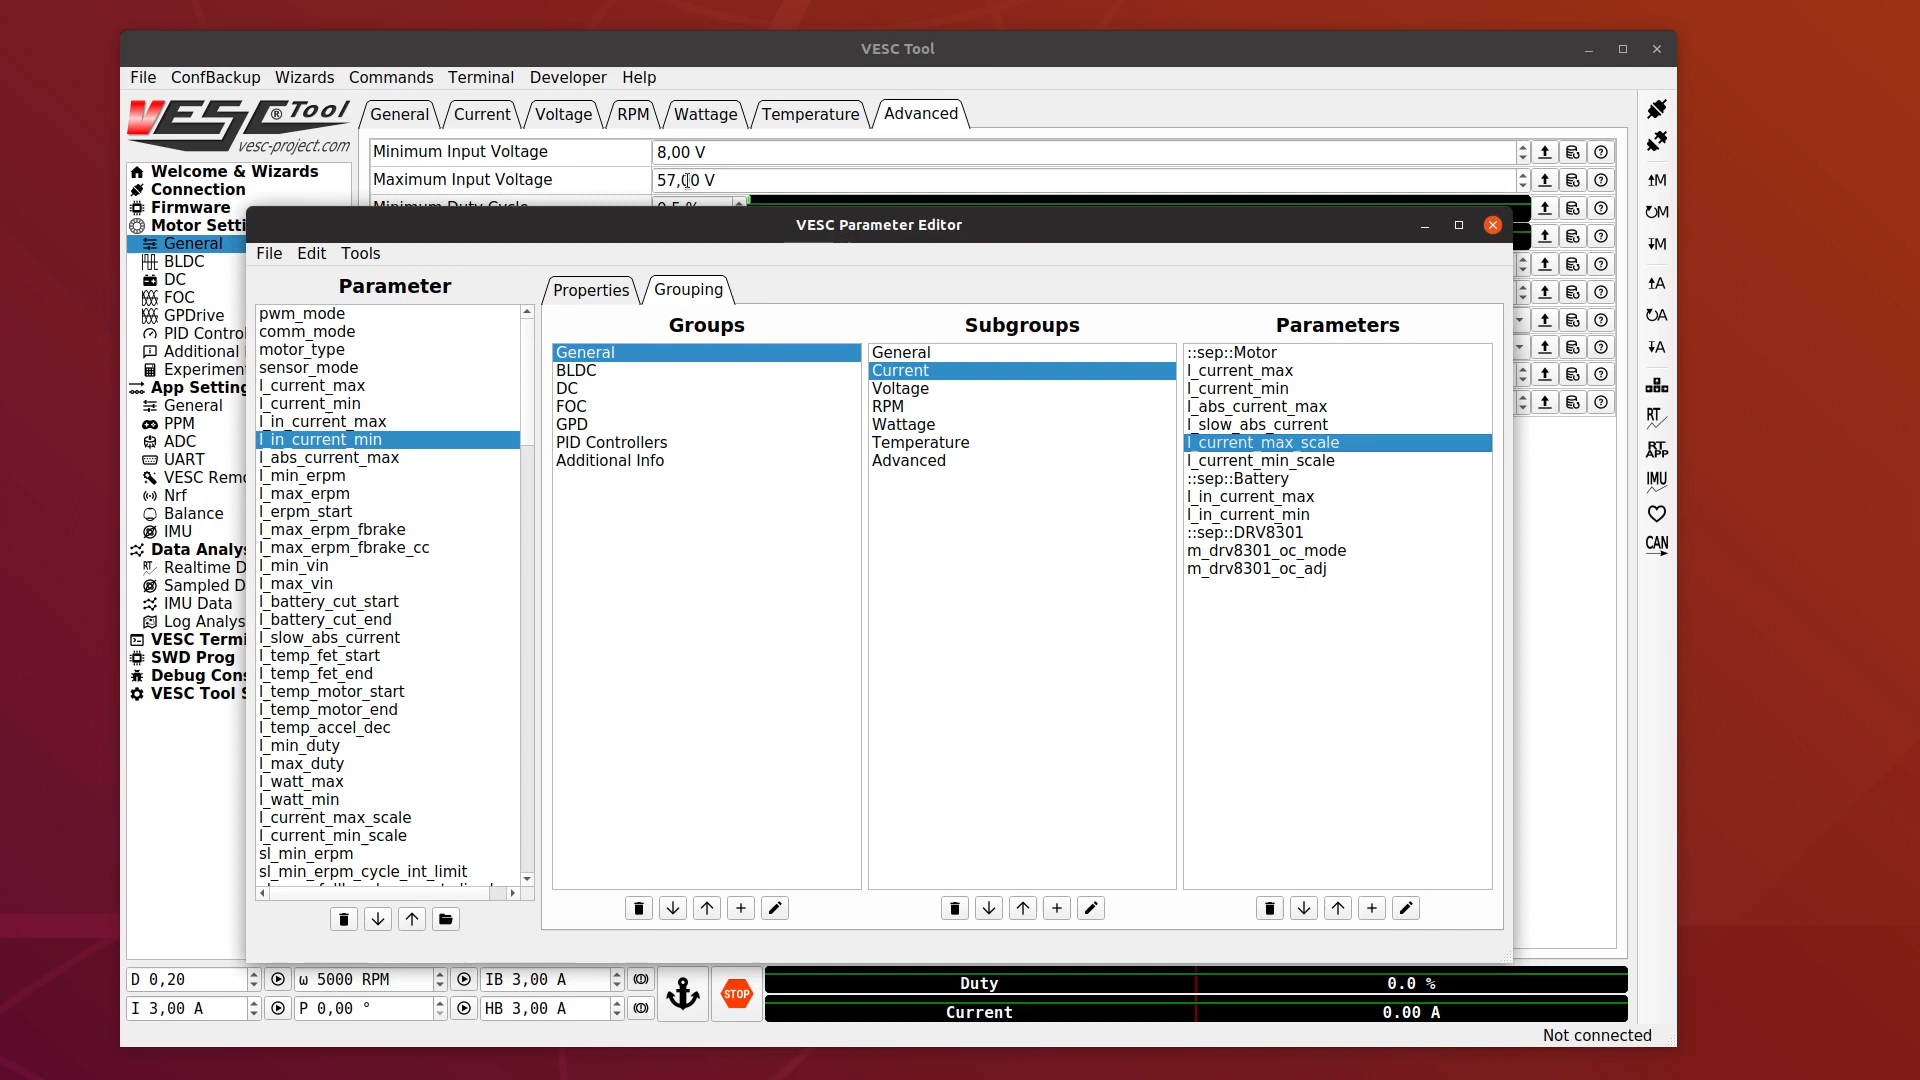 VESC Tool
File ConfBackup Wizards Commands Terminal Developer Help
VESC® Tool
vesc-project.com
General Current Voltage RPM Wattage Temperature Advanced
Minimum Input Voltage 8,00 V
Maximum Input Voltage 57,00 V
Welcome & Wizards
Connection
Firmware
Motor Setti
General
BLDC
DC
FOC
GPDrive
PID Contro
Additional
Experimen
App Setting
General
PPM
ADC
UART
VESC Remo
Nrf
Balance
IMU
Data Analys
Realtime D
Sampled D
IMU Data
Log Analys
VESC Termi
SWD Prog
Debug Cons
VESC Tool S
VESC Parameter Editor
File Edit Tools
Parameter
pwm_mode
comm_mode
motor_type
sensor_mode
l_current_max
l_current_min
l_in_current_max
l_in_current_min
l_abs_current_max
l_min_erpm
l_max_erpm
l_erpm_start
l_max_erpm_fbrake
l_max_erpm_fbrake_cc
l_min_vin
l_max_vin
l_battery_cut_start
l_battery_cut_end
l_slow_abs_current
l_temp_fet_start
l_temp_fet_end
l_temp_motor_start
l_temp_motor_end
l_temp_accel_dec
l_min_duty
l_max_duty
l_watt_max
l_watt_min
l_current_max_scale
l_current_min_scale
sl_min_erpm
sl_min_erpm_cycle_int_limit
Properties Grouping
Groups
General
BLDC
DC
FOC
GPD
PID Controllers
Additional Info
Subgroups
General
Current
Voltage
RPM
Wattage
Temperature
Advanced
Parameters
::sep::Motor
l_current_max
l_current_min
l_abs_current_max
l_slow_abs_current
l_current_max_scale
l_current_min_scale
::sep::Battery
l_in_current_max
l_in_current_min
::sep::DRV8301
m_drv8301_oc_mode
m_drv8301_oc_adj
M
M
M
A
A
A
RT
RT
APP
IMU
CAN
D 0,20 ω 5000 RPM IB 3,00 A
I 3,00 A P 0,00 ° HB 3,00 A
STOP
Duty 0.0 %
Current 0.00 A
Not connected